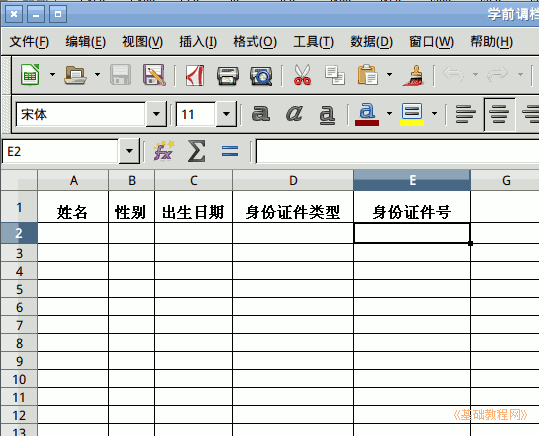 学前调档
文件(F) 编辑(E) 视图(V) 插入(I) 格式(O) 工具(T) 数据(D) 窗口(W) 帮助(H)
宋体 11 a a a a
E2 fx Σ =
A B C D E G
1 姓名 性别 出生日期 身份证件类型 身份证件号
2
3
4
5
6
7
8
9
10
11
12 《基础教程网》
13